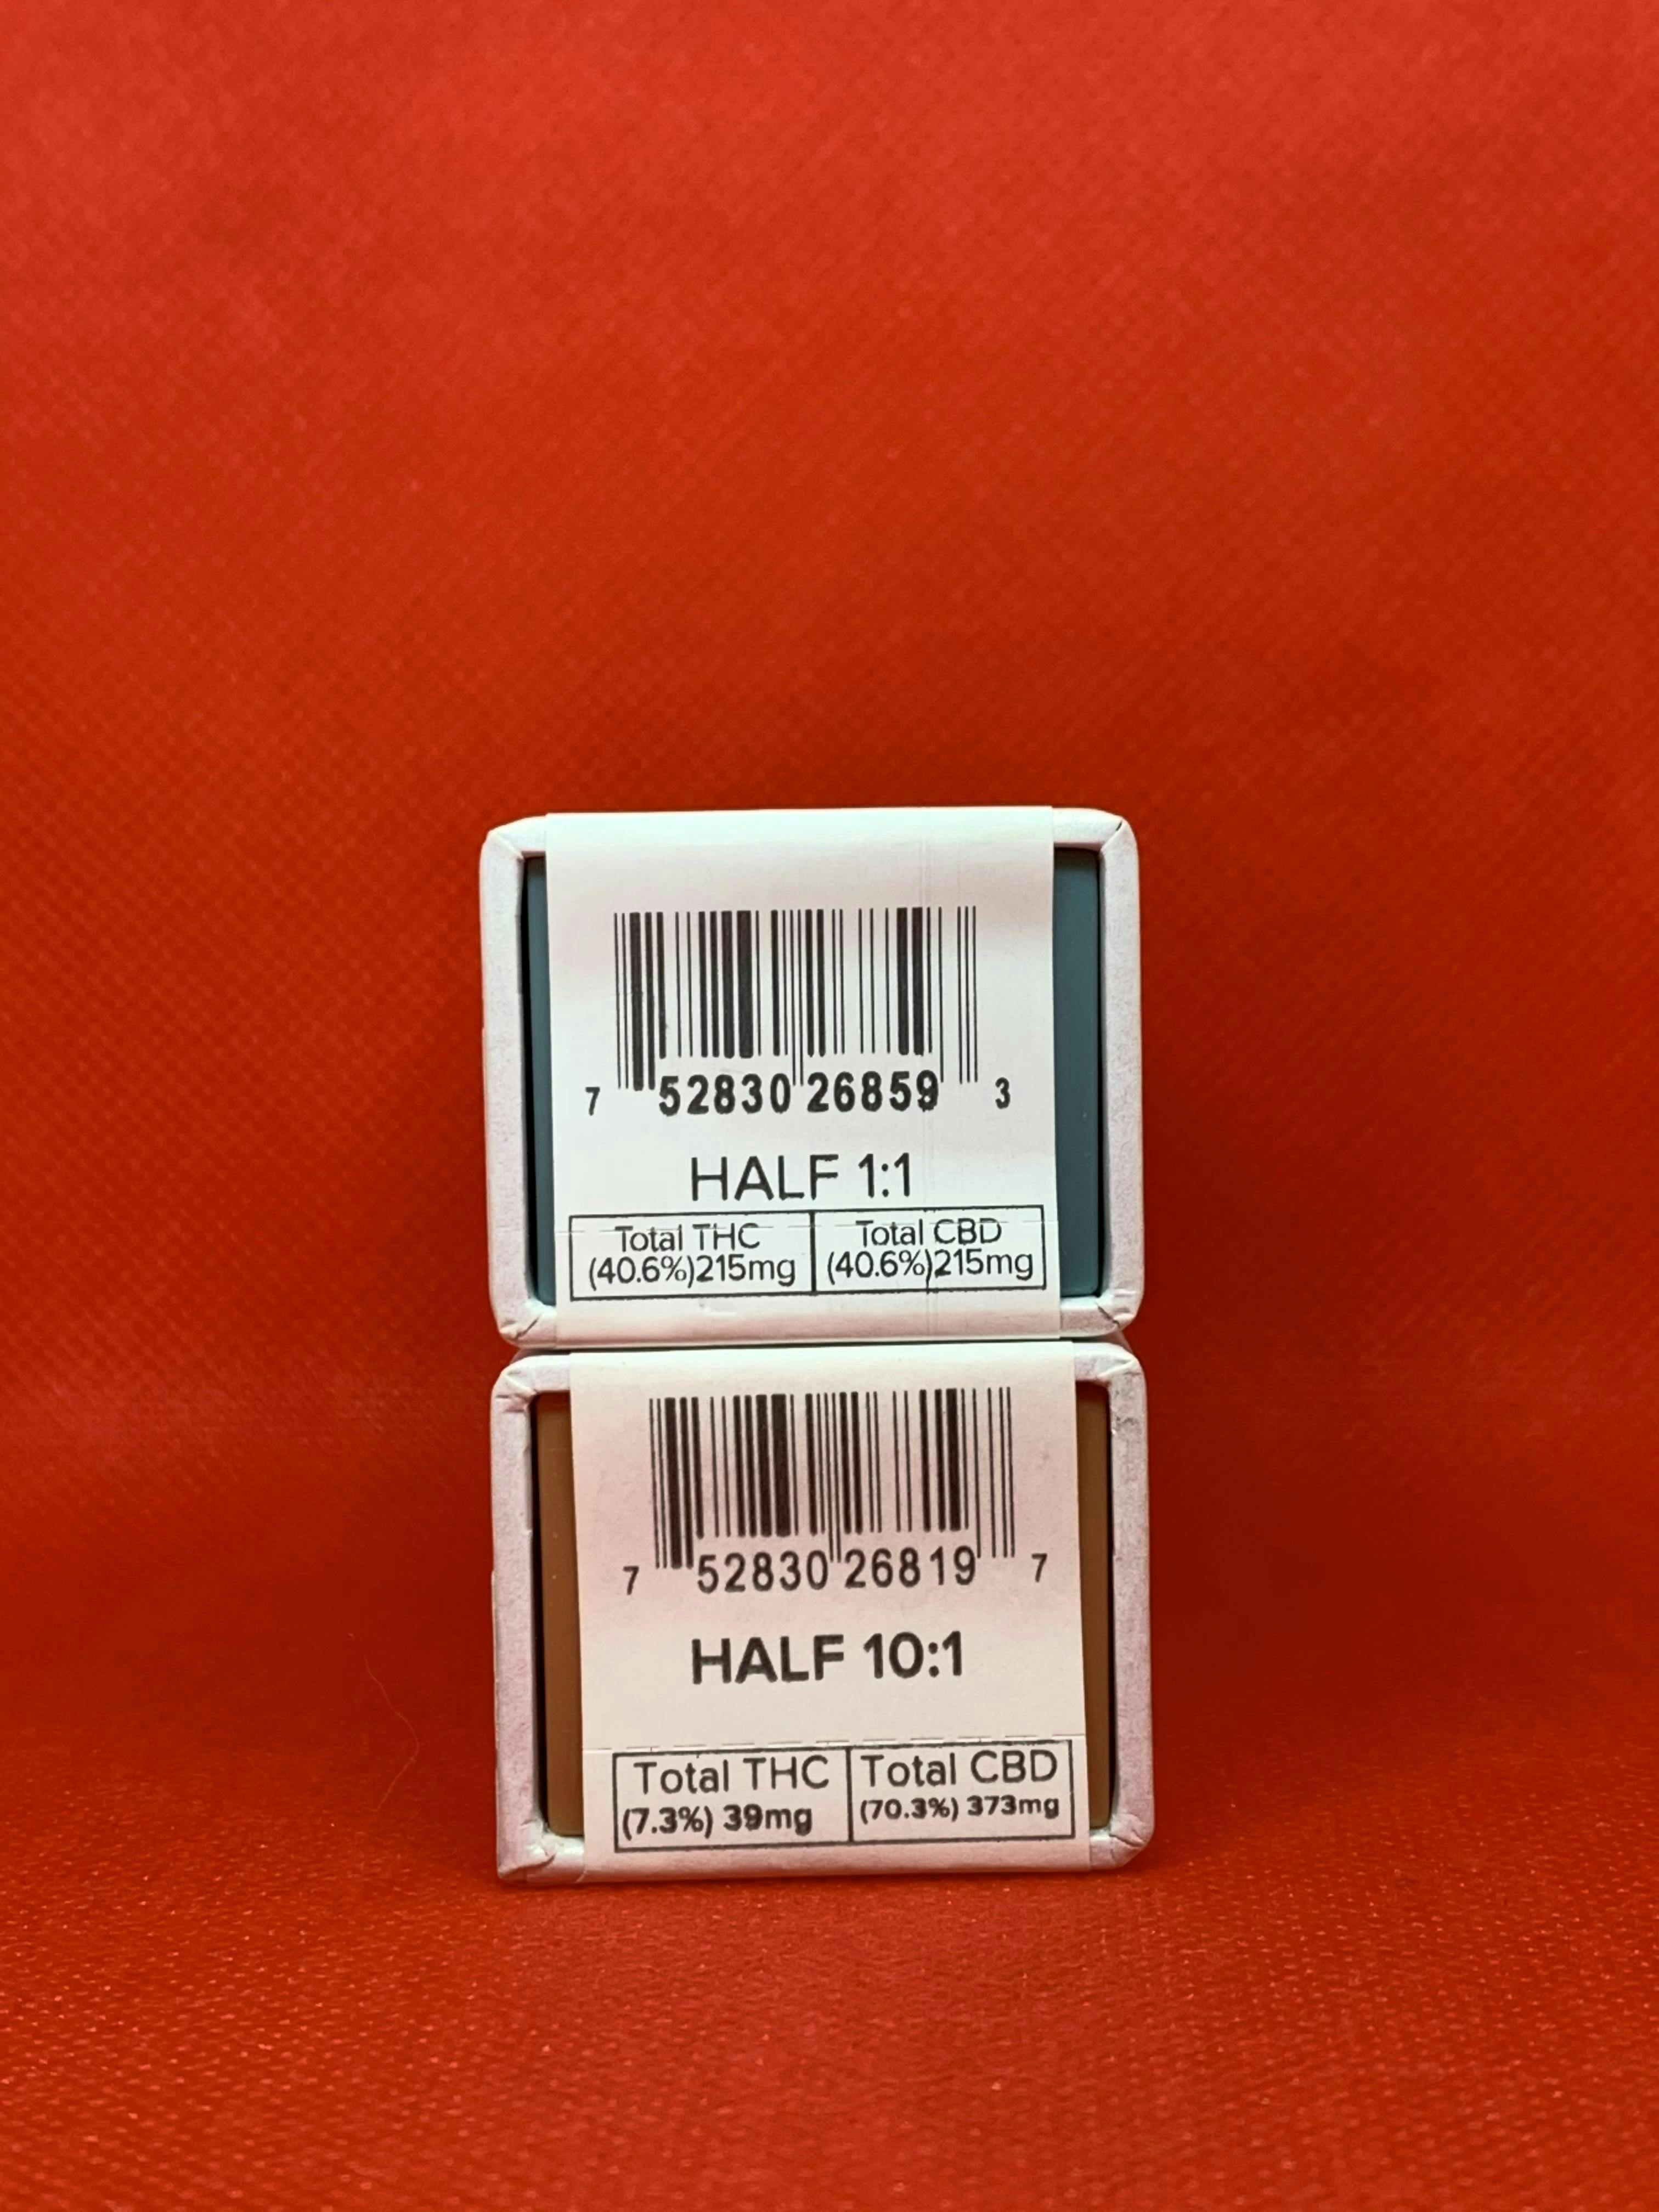 7 52830 26859 3
HALF 1:1
Total THC Total CBD
(40.6%)215mg (40.6%)215mg
7 52830 26819 7
HALF 10:1
Total THC Total CBD
(7.3%) 39mg (70.3%) 373mg